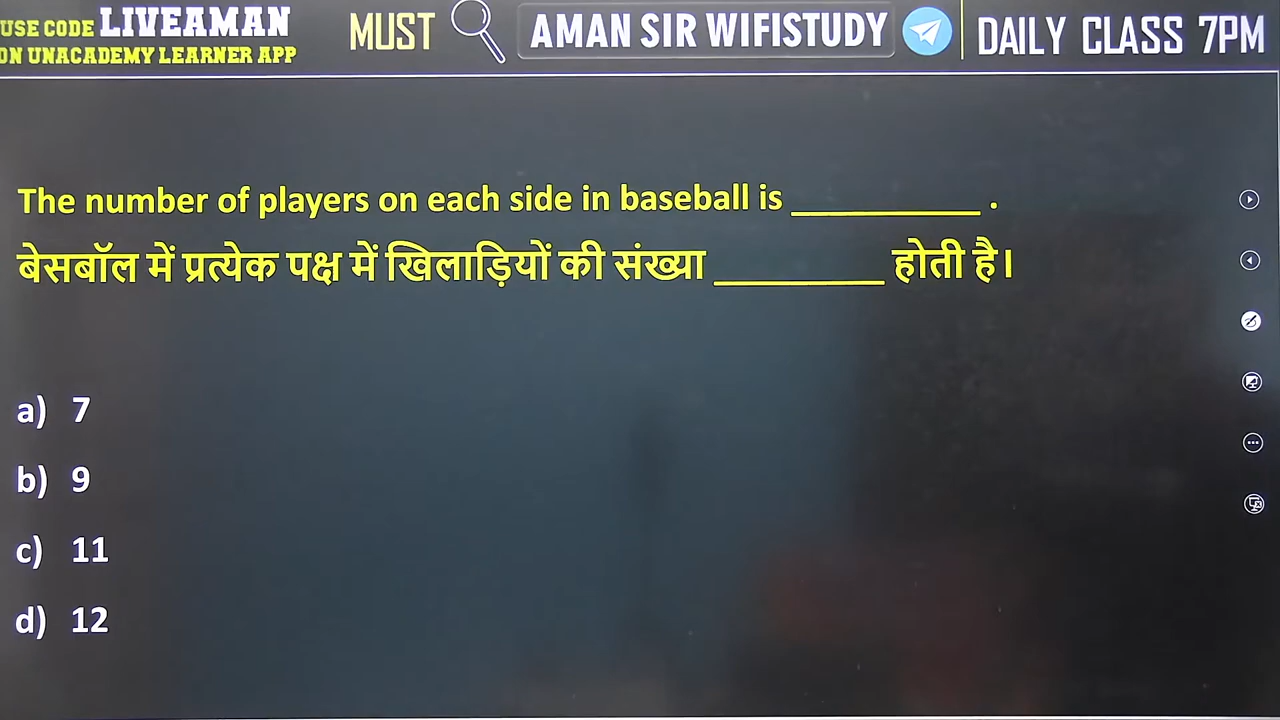 USE CODE LIVEAMAN
ON UNACADEMY LEARNER APP
MUST
AMAN SIR WIFISTUDY
DAILY CLASS 7PM
The number of players on each side in baseball is __________ .
बेसबॉल में प्रत्येक पक्ष में खिलाड़ियों की संख्या _________ होती है।
a) 7
b) 9
c) 11
d) 12